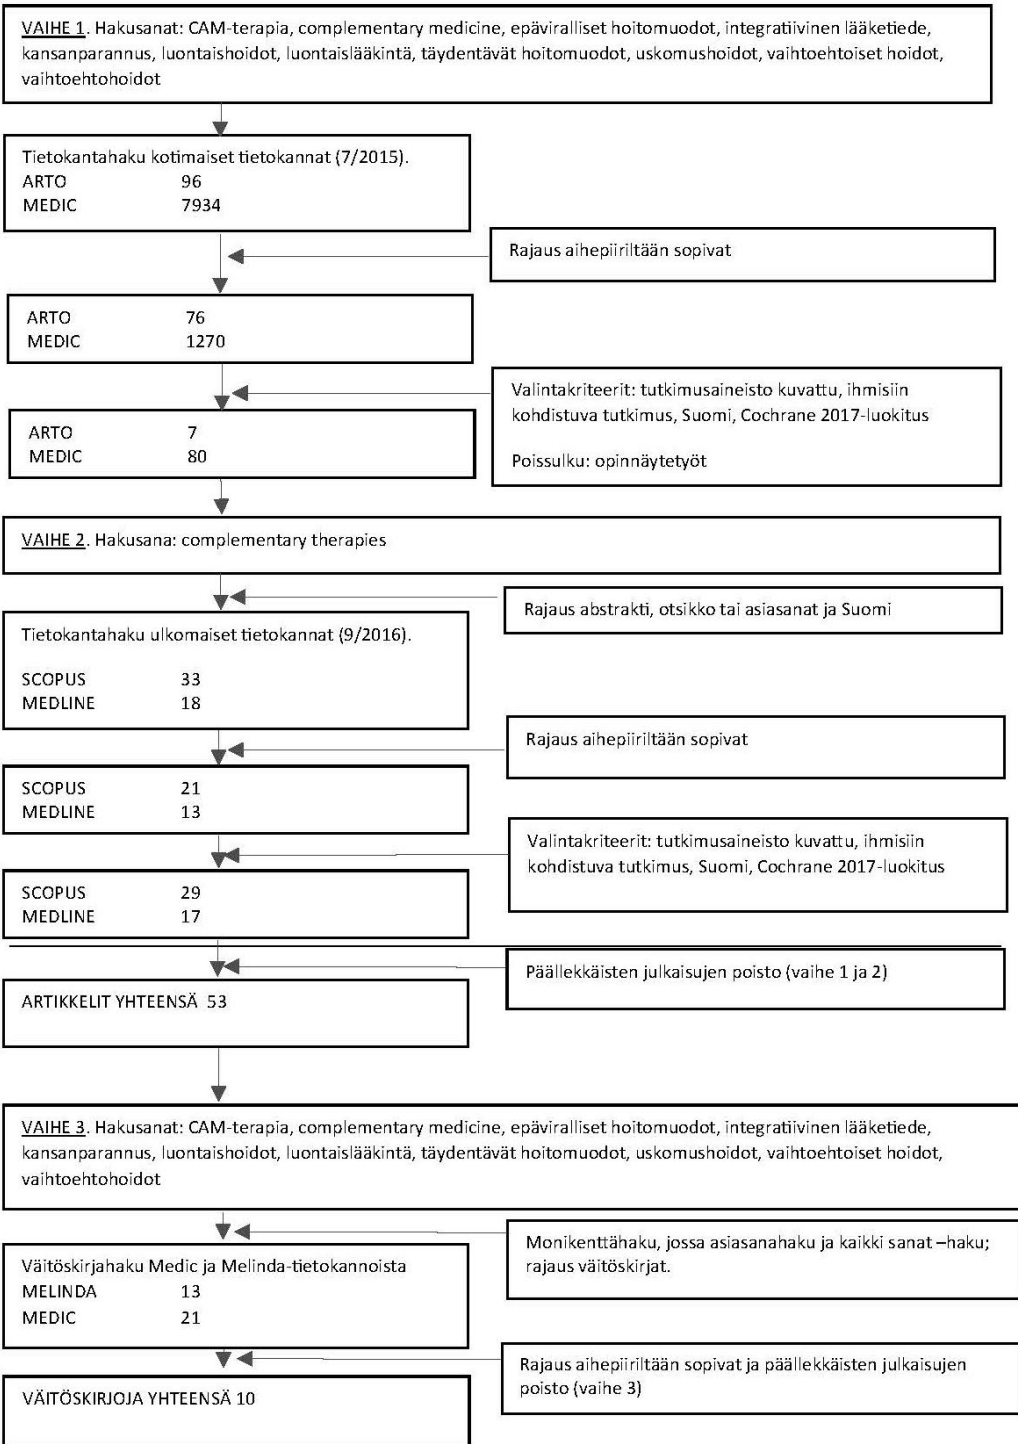 VAIHE 1. Hakusanat: CAM-terapia, complementary medicine, epäviralliset hoitomuodot, integratiivinen lääketiede,
kansanparannus, luontaishoidot, luontaislääkintä, täydentävät hoitomuodot, uskomushoidot, vaihtoehtoiset hoidot,
vaihtoehtohoidot
Tietokantahaku kotimaiset tietokannat (7/2015).
ARTO 96
MEDIC 7934
Rajaus aihepiiriltään sopivat
ARTO 76
MEDIC 1270
Valintakriteerit: tutkimusaineisto kuvattu, ihmisiin
kohdistuva tutkimus, Suomi, Cochrane 2017-luokitus
Poissulku: opinnäytetyöt
ARTO 7
MEDIC 80
VAIHE 2. Hakusana: complementary therapies
Rajaus abstrakti, otsikko tai asiasanat ja Suomi
Tietokantahaku ulkomaiset tietokannat (9/2016).
SCOPUS 33
MEDLINE 18
Rajaus aihepiiriltään sopivat
SCOPUS 21
MEDLINE 13
Valintakriteerit: tutkimusaineisto kuvattu, ihmisiin
kohdistuva tutkimus, Suomi, Cochrane 2017-luokitus
SCOPUS 29
MEDLINE 17
Päällekkäisten julkaisujen poisto (vaihe 1 ja 2)
ARTIKKELIT YHTEENSÄ 53
VAIHE 3. Hakusanat: CAM-terapia, complementary medicine, epäviralliset hoitomuodot, integratiivinen lääketiede,
kansanparannus, luontaishoidot, luontaislääkintä, täydentävät hoitomuodot, uskomushoidot, vaihtoehtoiset hoidot,
vaihtoehtohoidot
Monikenttähaku, jossa asiasanahaku ja kaikki sanat –haku;
rajaus väitöskirjat.
Väitöskirjahaku Medic ja Melinda-tietokannoista
MELINDA 13
MEDIC 21
Rajaus aihepiiriltään sopivat ja päällekkäisten julkaisujen
poisto (vaihe 3)
VÄITÖSKIRJOJA YHTEENSÄ 10